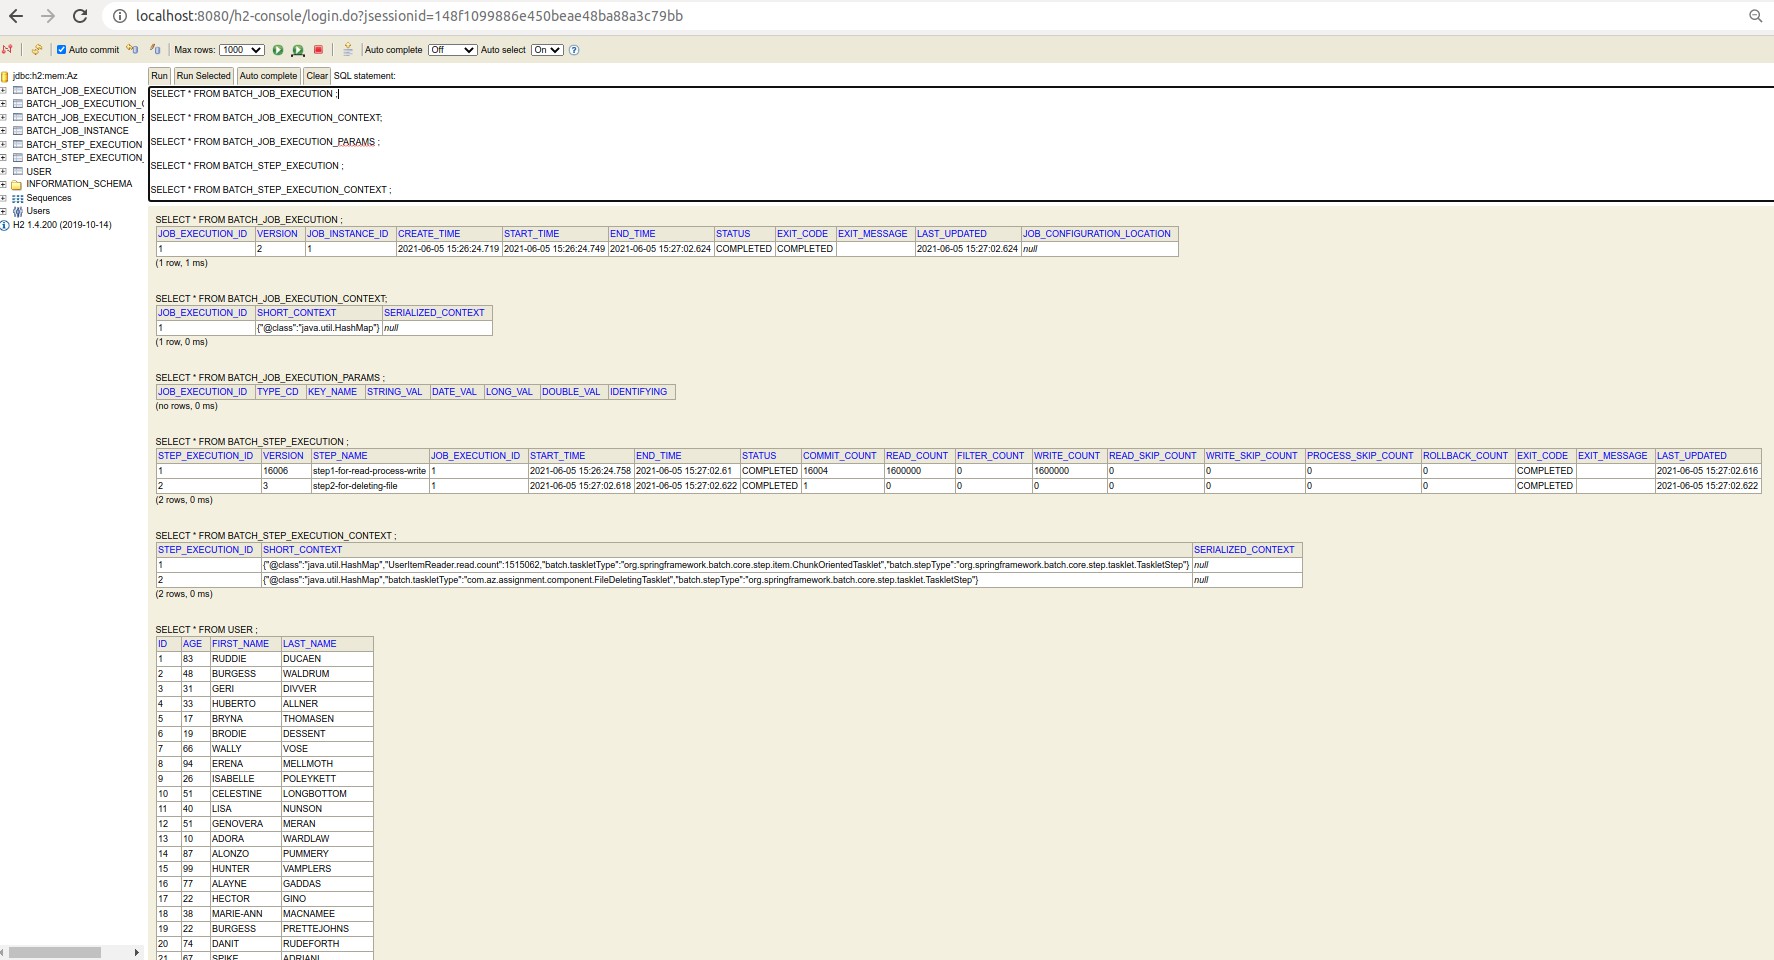 localhost:8080/h2-console/login.do?jsessionid=148f1099886e450beae48ba88a3c79bb
Auto commit Max rows: 1000 Auto complete Off Auto select On ?
jdbc:h2:mem:Az
BATCH_JOB_EXECUTION
BATCH_JOB_EXECUTION_
BATCH_JOB_EXECUTION_
BATCH_JOB_INSTANCE
BATCH_STEP_EXECUTION
BATCH_STEP_EXECUTION_
USER
INFORMATION_SCHEMA
Sequences
Users
H2 1.4.200 (2019-10-14)
Run Run Selected Auto complete Clear SQL statement:
SELECT * FROM BATCH_JOB_EXECUTION ;
SELECT * FROM BATCH_JOB_EXECUTION_CONTEXT;
SELECT * FROM BATCH_JOB_EXECUTION_PARAMS ;
SELECT * FROM BATCH_STEP_EXECUTION ;
SELECT * FROM BATCH_STEP_EXECUTION_CONTEXT ;
SELECT * FROM BATCH_JOB_EXECUTION ;
JOB_EXECUTION_ID VERSION JOB_INSTANCE_ID CREATE_TIME START_TIME END_TIME STATUS EXIT_CODE EXIT_MESSAGE LAST_UPDATED JOB_CONFIGURATION_LOCATION
1 2 1 2021-06-05 15:26:24.719 2021-06-05 15:26:24.749 2021-06-05 15:27:02.624 COMPLETED COMPLETED 2021-06-05 15:27:02.624 null
(1 row, 1 ms)
SELECT * FROM BATCH_JOB_EXECUTION_CONTEXT;
JOB_EXECUTION_ID SHORT_CONTEXT SERIALIZED_CONTEXT
1 {"@class":"java.util.HashMap"} null
(1 row, 0 ms)
SELECT * FROM BATCH_JOB_EXECUTION_PARAMS ;
JOB_EXECUTION_ID TYPE_CD KEY_NAME STRING_VAL DATE_VAL LONG_VAL DOUBLE_VAL IDENTIFYING
(no rows, 0 ms)
SELECT * FROM BATCH_STEP_EXECUTION ;
STEP_EXECUTION_ID VERSION STEP_NAME JOB_EXECUTION_ID START_TIME END_TIME STATUS COMMIT_COUNT READ_COUNT FILTER_COUNT WRITE_COUNT READ_SKIP_COUNT WRITE_SKIP_COUNT PROCESS_SKIP_COUNT ROLLBACK_COUNT EXIT_CODE EXIT_MESSAGE LAST_UPDATED
1 16006 step1-for-read-process-write 1 2021-06-05 15:26:24.758 2021-06-05 15:27:02.61 COMPLETED 16004 1600000 0 1600000 0 0 0 0 COMPLETED 2021-06-05 15:27:02.616
2 3 step2-for-deleting-file 1 2021-06-05 15:27:02.618 2021-06-05 15:27:02.622 COMPLETED 1 0 0 0 0 0 0 0 COMPLETED 2021-06-05 15:27:02.622
(2 rows, 0 ms)
SELECT * FROM BATCH_STEP_EXECUTION_CONTEXT ;
STEP_EXECUTION_ID SHORT_CONTEXT SERIALIZED_CONTEXT
1 {"@class":"java.util.HashMap","UserItemReader.read.count":1515062,"batch.taskletType":"org.springframework.batch.core.step.item.ChunkOrientedTasklet","batch.stepType":"org.springframework.batch.core.step.tasklet.TaskletStep"} null
2 {"@class":"java.util.HashMap","batch.taskletType":"com.az.assignment.component.FileDeletingTasklet","batch.stepType":"org.springframework.batch.core.step.tasklet.TaskletStep"} null
(2 rows, 0 ms)
SELECT * FROM USER ;
ID AGE FIRST_NAME LAST_NAME
1 83 RUDDIE DUCAEN
2 48 BURGESS WALDRUM
3 31 GERI DIVVER
4 33 HUBERTO ALLNER
5 17 BRYNA THOMASEN
6 19 BRODIE DESSENT
7 66 WALLY VOSE
8 94 ERENA MELLMOTH
9 26 ISABELLE POLEYKETT
10 51 CELESTINE LONGBOTTOM
11 40 LISA NUNSON
12 51 GENOVERA MERAN
13 10 ADORA WARDLAW
14 87 ALONZO PUMMERY
15 99 HUNTER VAMPLERS
16 77 ALAYNE GADDAS
17 22 HECTOR GINO
18 38 MARIE-ANN MACNAMEE
19 22 BURGESS PRETTEJOHNS
20 74 DANIT RUDEFORTH
21 67 SPIKE ADRIANI